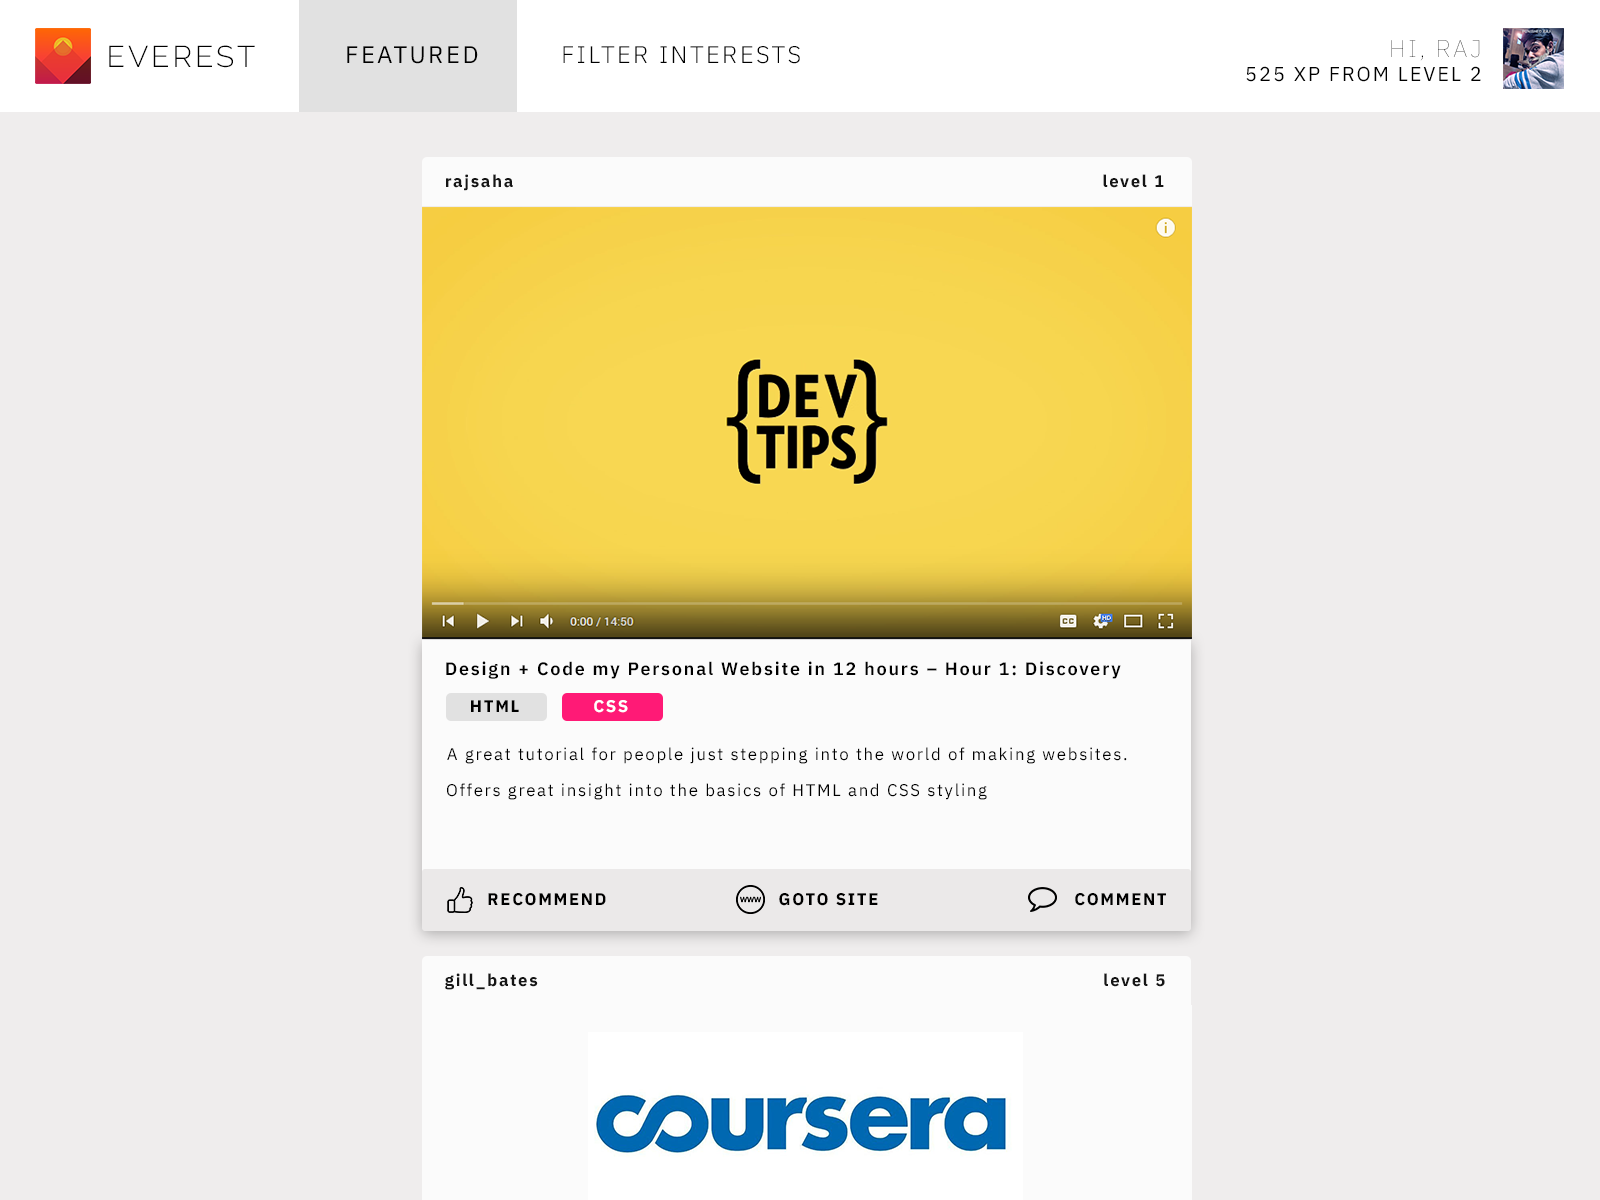 EVEREST
FEATURED
FILTER INTERESTS
HI, RAJ
525 XP FROM LEVEL 2
rajsaha
level 1
i
{DEV
TIPS}
0:00 / 14:50
CC
HD
Design + Code my Personal Website in 12 hours – Hour 1: Discovery
HTML
CSS
A great tutorial for people just stepping into the world of making websites.
Offers great insight into the basics of HTML and CSS styling
RECOMMEND
www
GOTO SITE
COMMENT
gill_bates
level 5
coursera